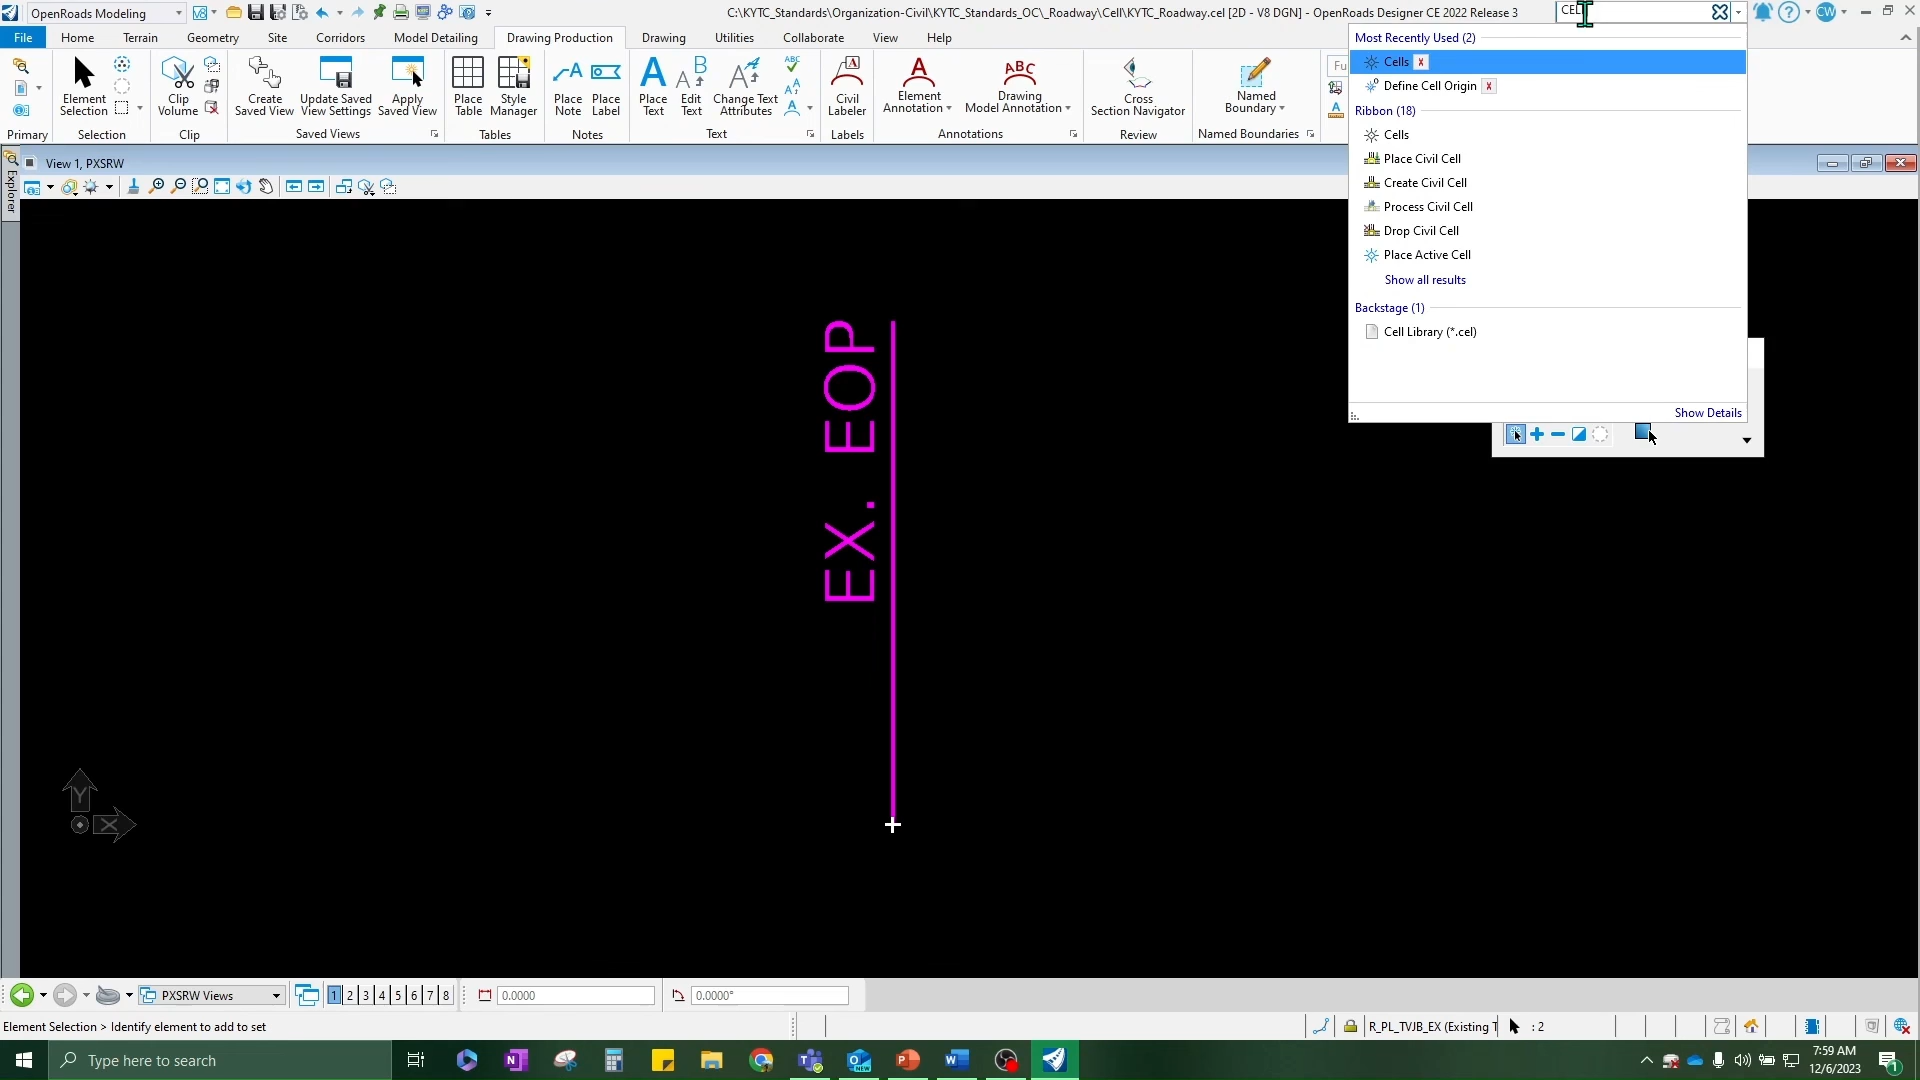 OpenRoads Modeling
C:\KYTC_Standards\Organization-Civil\KYTC_Standards_OC\_Roadway\Cell\KYTC_Roadway.cel [2D - V8 DGN] - OpenRoads Designer CE 2022 Release 3
CEL
CW
File Home Terrain Geometry Site Corridors Model Detailing Drawing Production Drawing Utilities Collaborate View Help
Most Recently Used (2)
Cells
Define Cell Origin
Ribbon (18)
Cells
Place Civil Cell
Create Civil Cell
Process Civil Cell
Drop Civil Cell
Place Active Cell
Show all results
Backstage (1)
Cell Library (*.cel)
Show Details
Element Selection
Clip Volume
Create Saved View
Update Saved View Settings
Apply Saved View
Place Table
Style Manager
Place Note
Place Label
Place Text
Edit Text
Change Text Attributes
Civil Labeler
Element Annotation
Drawing Model Annotation
Cross Section Navigator
Named Boundary
Fu
Primary Selection Clip Saved Views Tables Notes Text Labels Annotations Review Named Boundaries
Explorer
View 1, PXSRW
EX. EOP
Y
X
PXSRW Views
1 2 3 4 5 6 7 8
0.0000
0.0000°
Element Selection > Identify element to add to set
R_PL_TVJB_EX (Existing T
: 2
Type here to search
7:59 AM
12/6/2023